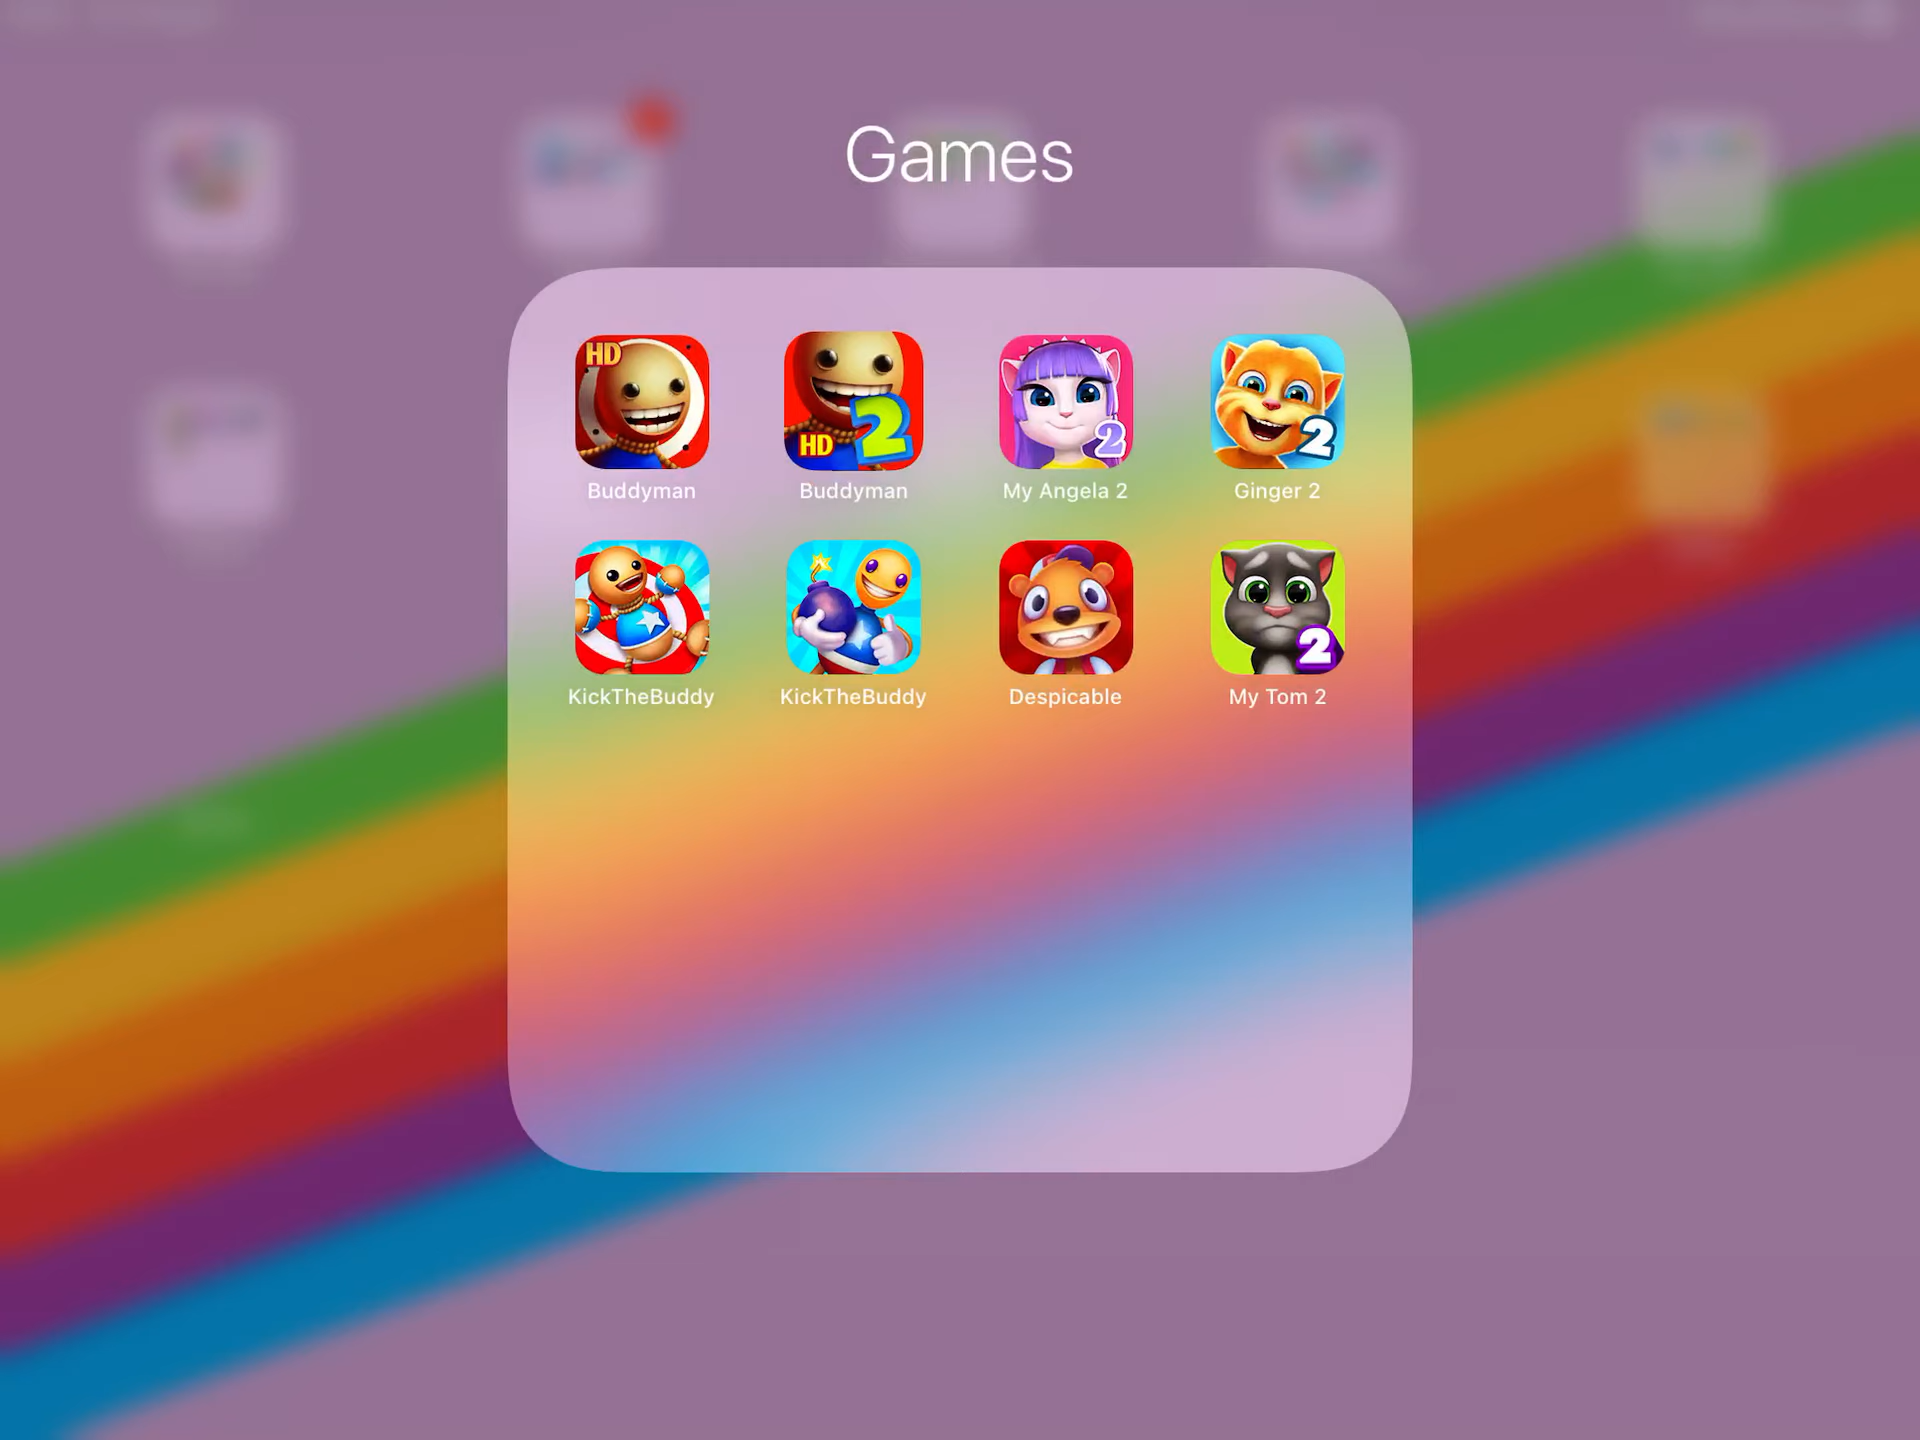 Games
HD
2
HD
2
2
Buddyman
Buddyman
My Angela 2
Ginger 2
2
KickTheBuddy
KickTheBuddy
Despicable
My Tom 2